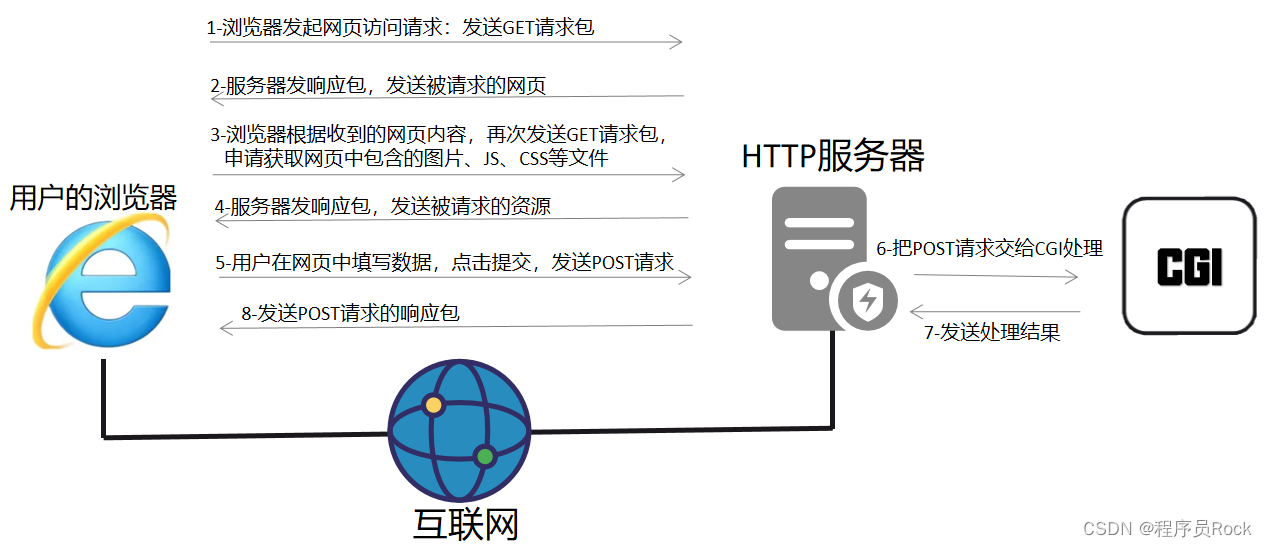 1-浏览器发起网页访问请求：发送GET请求包
2-服务器发响应包，发送被请求的网页
3-浏览器根据收到的网页内容，再次发送GET请求包，
申请获取网页中包含的图片、JS、CSS等文件
HTTP服务器
用户的浏览器
4-服务器发响应包，发送被请求的资源
6-把POST请求交给CGI处理
CGI
5-用户在网页中填写数据，点击提交，发送POST请求
8-发送POST请求的响应包
7-发送处理结果
互联网
CSDN @程序员Rock